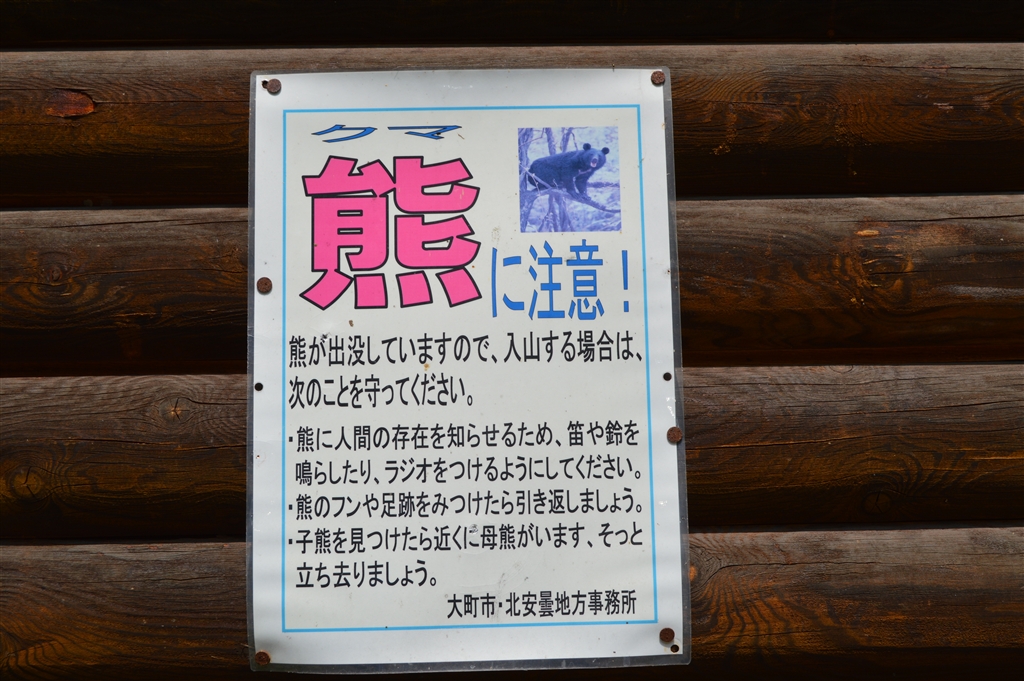 クマ
熊
に注意！
熊が出没していますので、入山する場合は、
次のことを守ってください。
・熊に人間の存在を知らせるため、笛や鈴を
鳴らしたり、ラジオをつけるようにしてください。
・熊のフンや足跡をみつけたら引き返しましょう。
・子熊を見つけたら近くに母熊がいます、そっと
立ち去りましょう。
大町市・北安曇地方事務所